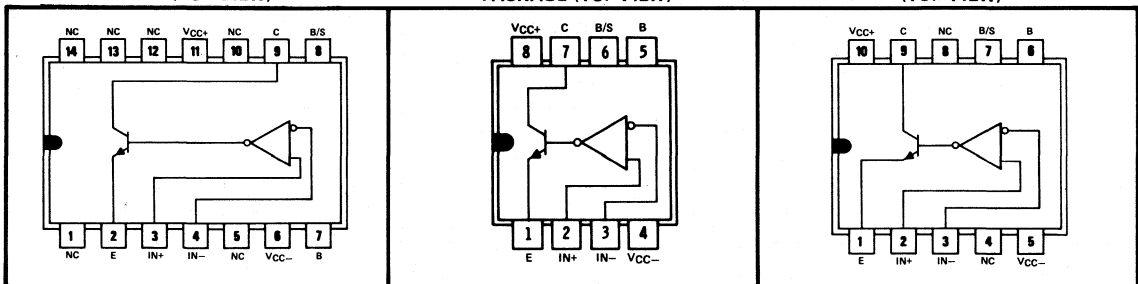 PACKAGE (TOP VIEW)
(TOP VIEW)
NC NC NC VCC+ NC C B/S
14 13 12 11 10 9 8
1 2 3 4 5 6 7
NC E IN+ IN− NC VCC− B
VCC+ C B/S B
8 7 6 5
1 2 3 4
E IN+ IN− VCC−
VCC+ C NC B/S B
10 9 8 7 6
1 2 3 4 5
E IN+ IN− NC VCC−